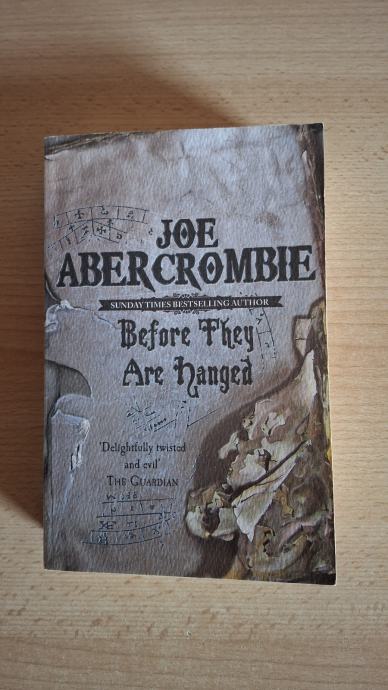 JOE
ABERCROMBIE
SUNDAY TIMES BESTSELLING AUTHOR
Before They
Are Hanged
'Delightfully twisted
and evil'
THE GUARDIAN